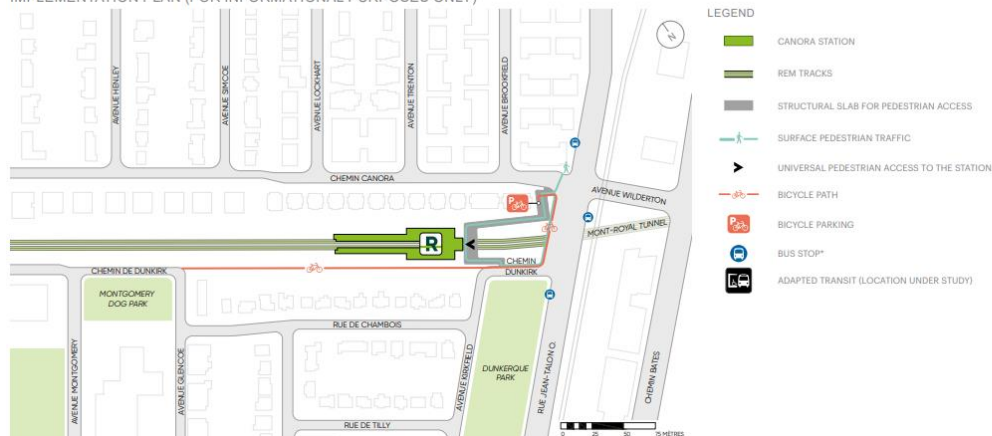 IMPLEMENTATION PLAN (FOR INFORMATIONAL PURPOSES ONLY)
LEGEND
CANORA STATION
REM TRACKS
STRUCTURAL SLAB FOR PEDESTRIAN ACCESS
SURFACE PEDESTRIAN TRAFFIC
UNIVERSAL PEDESTRIAN ACCESS TO THE STATION
BICYCLE PATH
BICYCLE PARKING
BUS STOP*
ADAPTED TRANSIT (LOCATION UNDER STUDY)
N
AVENUE HENLEY
AVENUE SIMCOE
AVENUE LOCKHART
AVENUE TRENTON
AVENUE BROOKFIELD
CHEMIN CANORA
AVENUE WILDERTON
MONT-ROYAL TUNNEL
P
P
R
CHEMIN DE DUNKIRK
CHEMIN
DUNKIRK
MONTGOMERY
DOG PARK
RUE DE CHAMBOIS
AVENUE MONTGOMERY
AVENUE GLENCOE
AVENUE KIRKFIELD
DUNKERQUE
PARK
RUE JEAN-TALON O.
CHEMIN BATES
RUE DE TILLY
0 25 50 75 MÈTRES